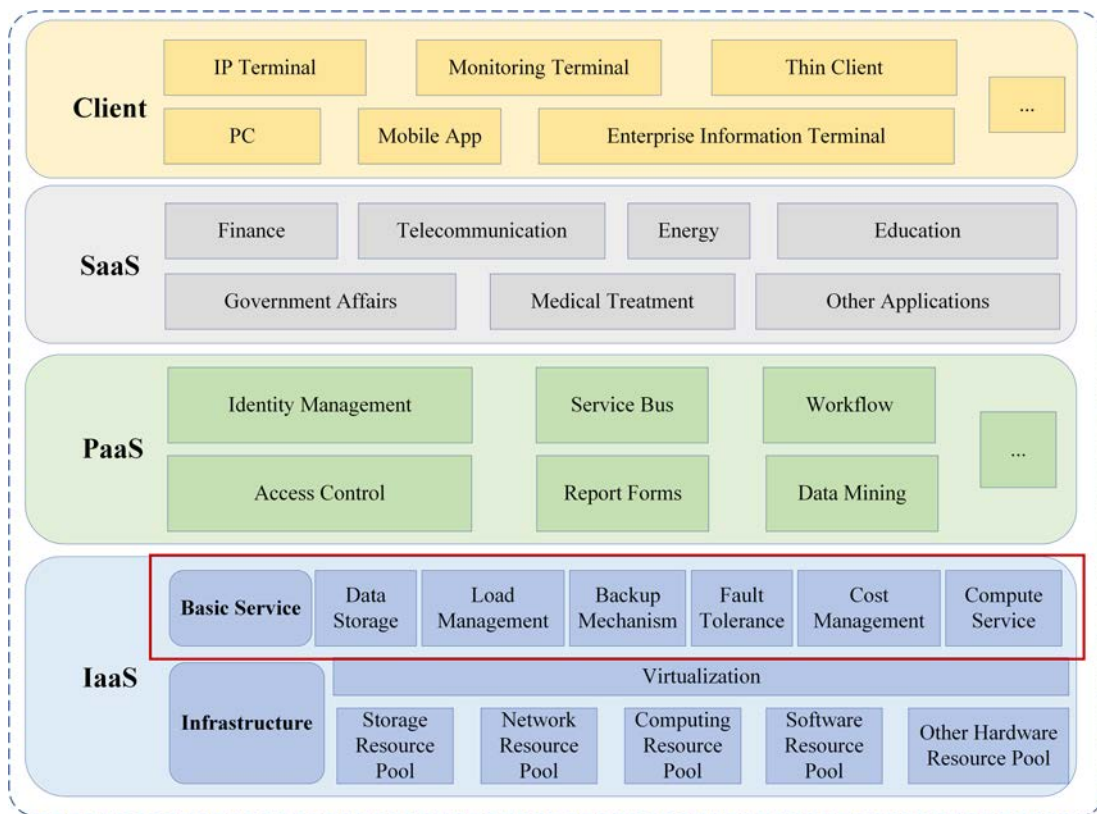 Client
IP Terminal
Monitoring Terminal
Thin Client
...
PC
Mobile App
Enterprise Information Terminal
SaaS
Finance
Telecommunication
Energy
Education
Government Affairs
Medical Treatment
Other Applications
PaaS
Identity Management
Service Bus
Workflow
...
Access Control
Report Forms
Data Mining
IaaS
Basic Service
Data
Storage
Load
Management
Backup
Mechanism
Fault
Tolerance
Cost
Management
Compute
Service
Infrastructure
Virtualization
Storage
Resource
Pool
Network
Resource
Pool
Computing
Resource
Pool
Software
Resource
Pool
Other Hardware
Resource Pool